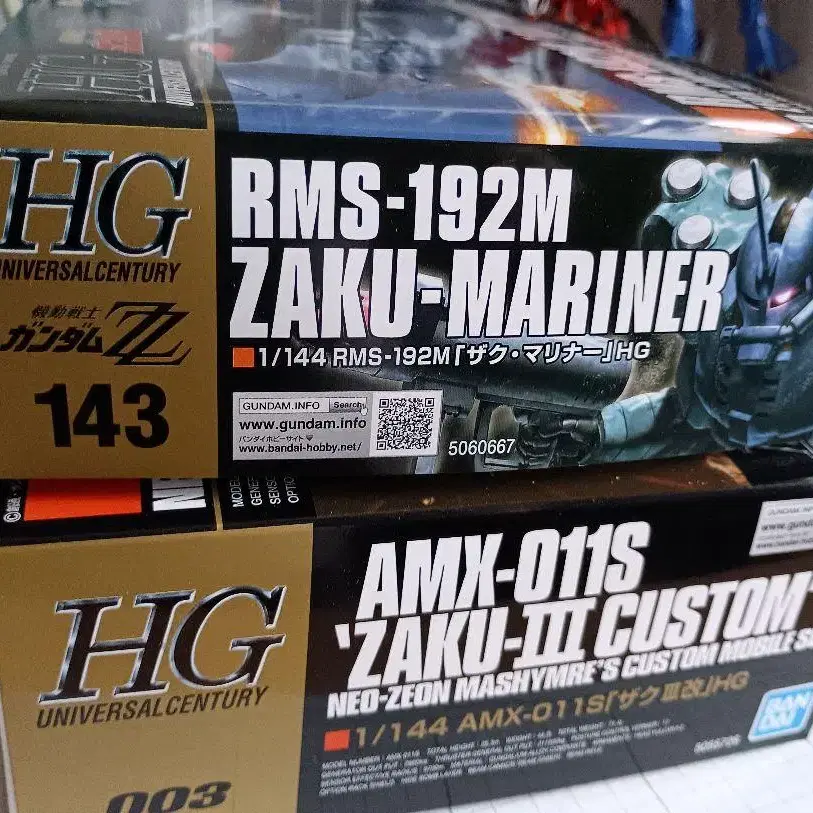 HG
UNIVERSALCENTURY
機動戦士
ガンダムZZ
143
RMS-192M
ZAKU-MARINER
1/144 RMS-192M「ザク・マリナー」HG
GUNDAM.INFO Search
www.gundam.info
バンダイホビーサイト
www.bandai-hobby.net/
5060667
HG
UNIVERSALCENTURY
003
AMX-011S
'ZAKU-III CUSTOM'
NEO-ZEON MASHYMRE'S CUSTOM MOBILE S
1/144 AMX-011S「ザクIII改」HG
BAN
DAI